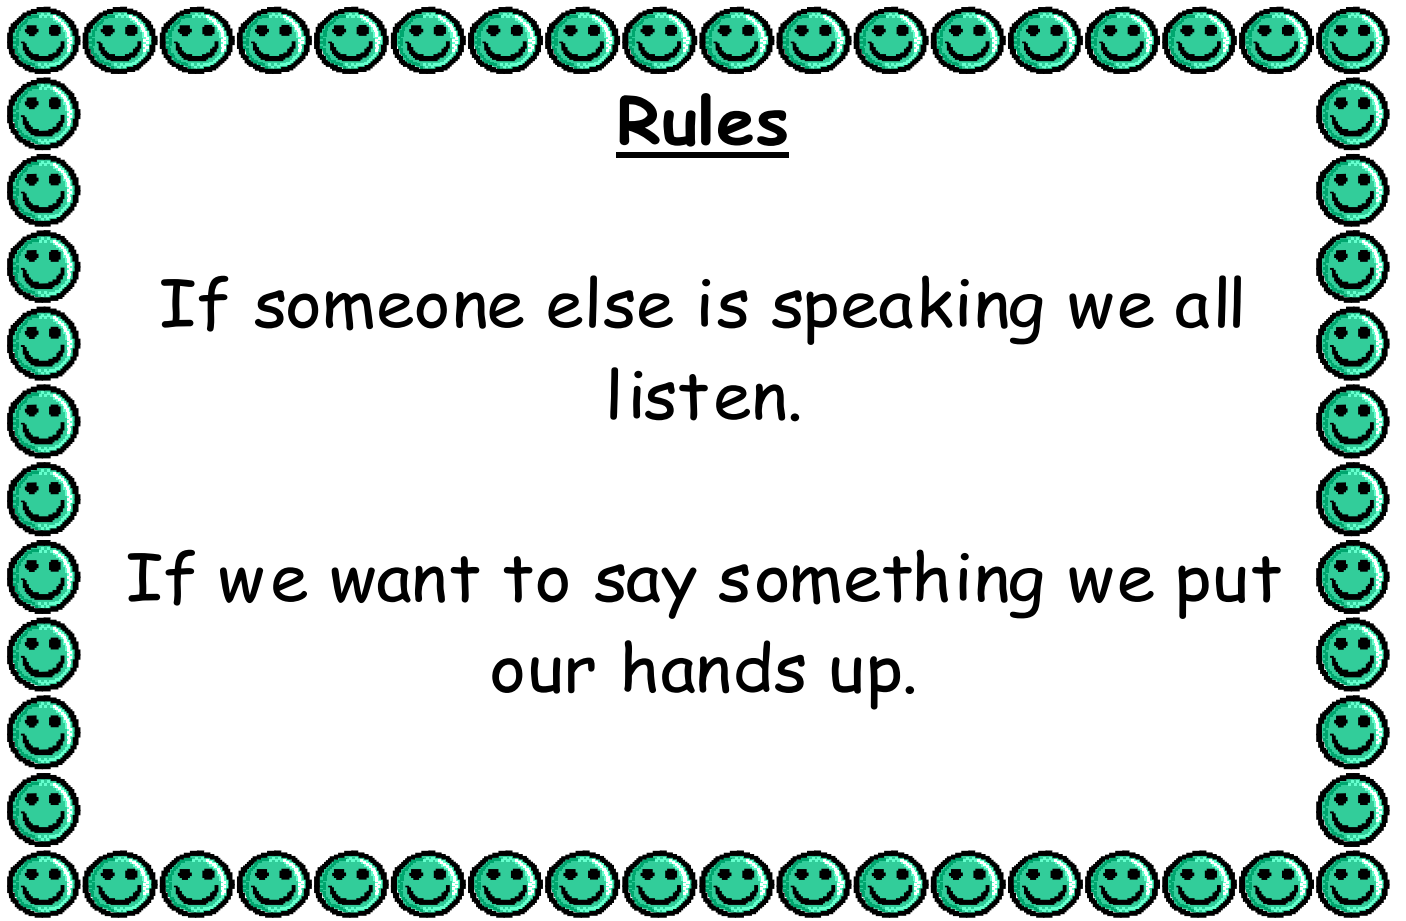 Rules
If someone else is speaking we all
listen.
If we want to say something we put
our hands up.